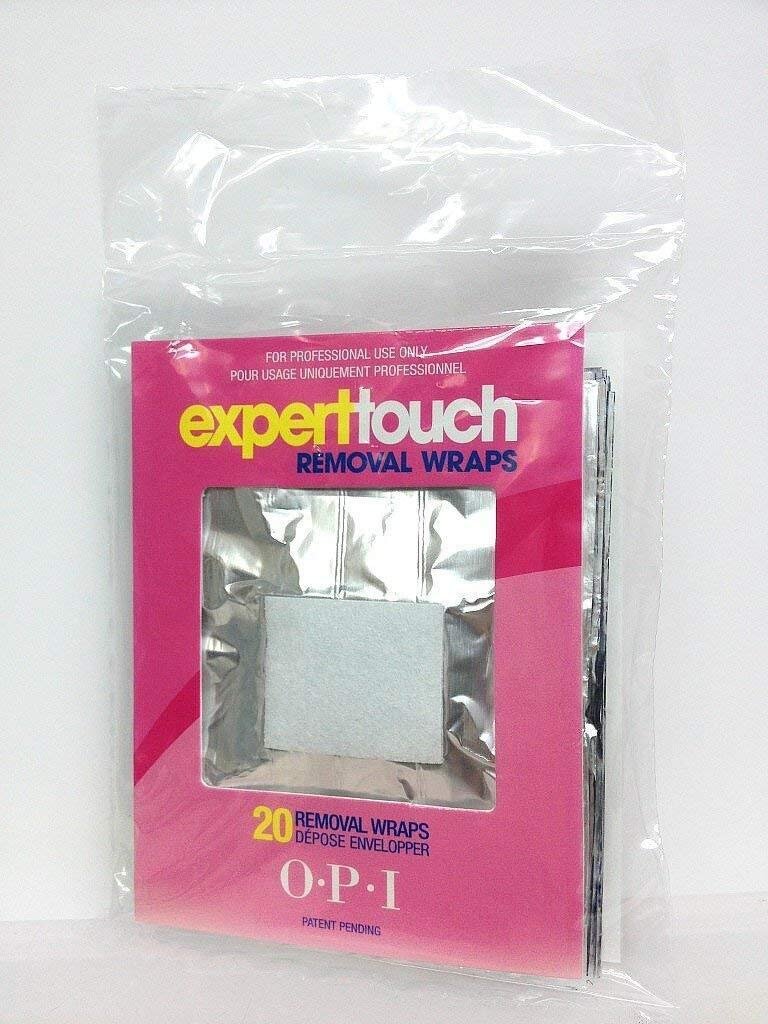 FOR PROFESSIONAL USE ONLY
POUR USAGE UNIQUEMENT PROFESSIONNEL
experttouch
REMOVAL WRAPS
20 REMOVAL WRAPS
DÉPOSE ENVELOPPER
O·P·I
PATENT PENDING